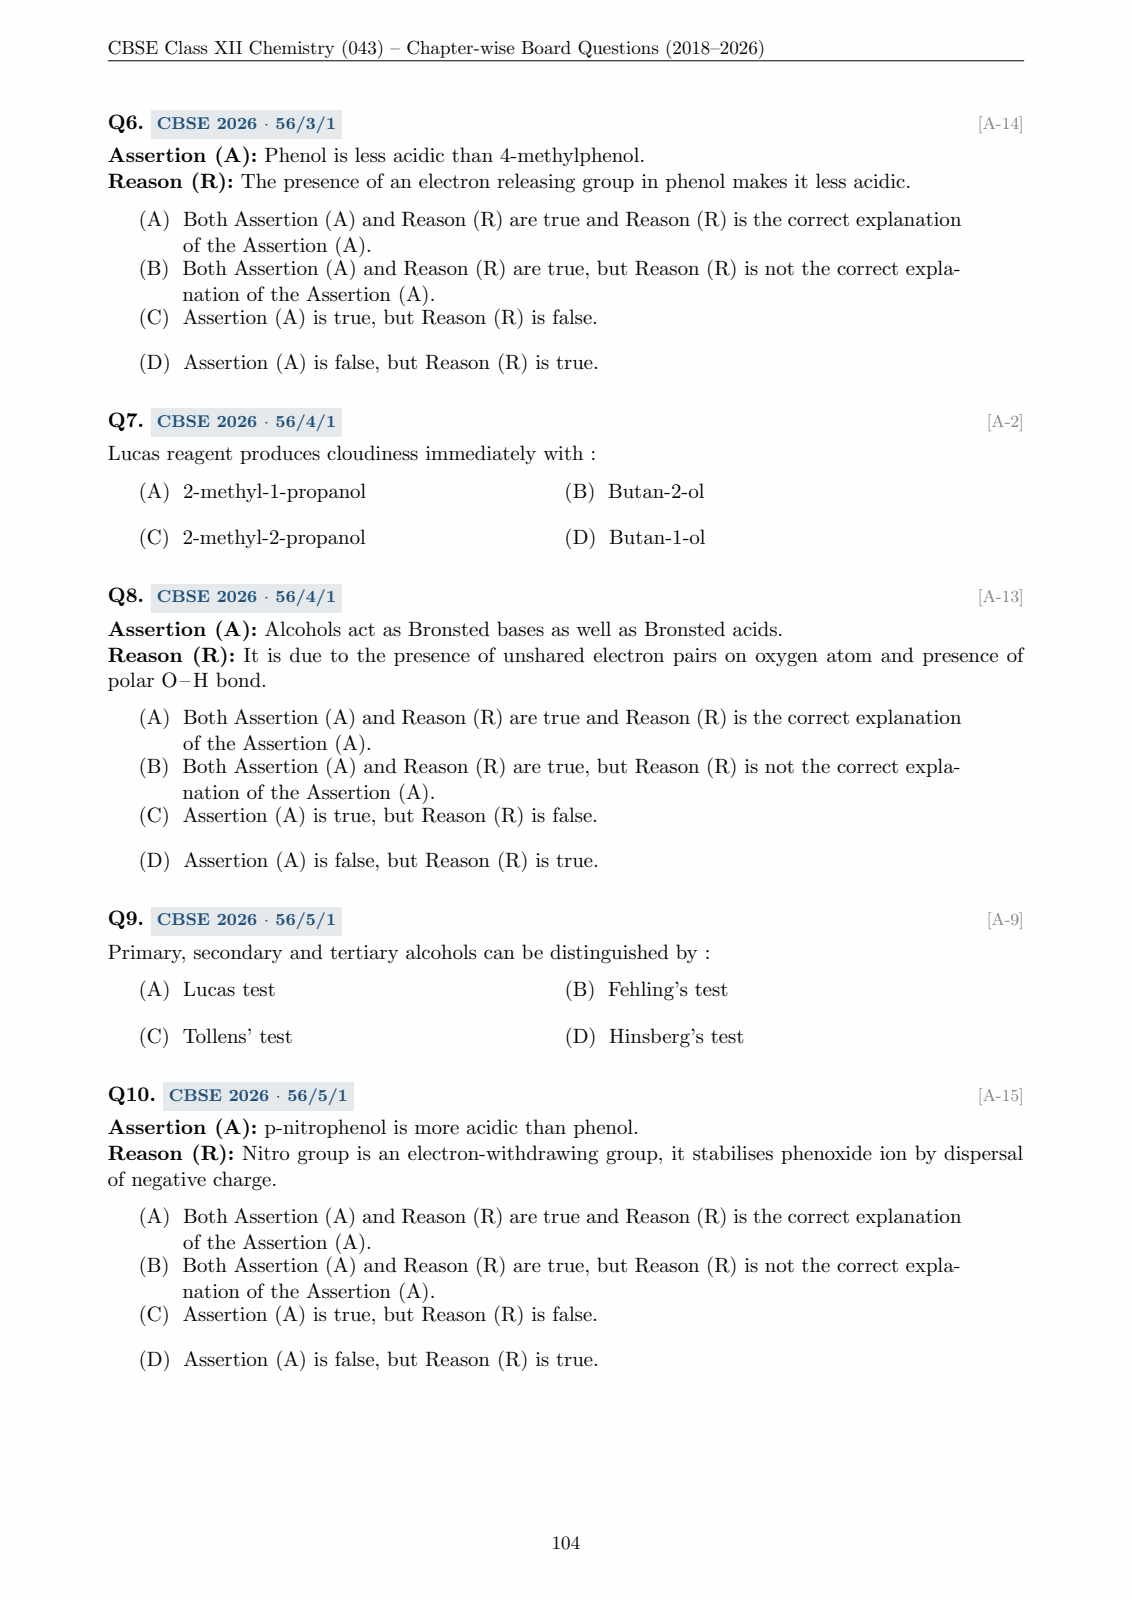 CBSE Class XII Chemistry (043) – Chapter-wise Board Questions (2018–2026)
Q6. CBSE 2026 · 56/3/1 [A-14]
Assertion (A): Phenol is less acidic than 4-methylphenol.
Reason (R): The presence of an electron releasing group in phenol makes it less acidic.
(A) Both Assertion (A) and Reason (R) are true and Reason (R) is the correct explanation
of the Assertion (A).
(B) Both Assertion (A) and Reason (R) are true, but Reason (R) is not the correct expla-
nation of the Assertion (A).
(C) Assertion (A) is true, but Reason (R) is false.
(D) Assertion (A) is false, but Reason (R) is true.
Q7. CBSE 2026 · 56/4/1 [A-2]
Lucas reagent produces cloudiness immediately with :
(A) 2-methyl-1-propanol (B) Butan-2-ol
(C) 2-methyl-2-propanol (D) Butan-1-ol
Q8. CBSE 2026 · 56/4/1 [A-13]
Assertion (A): Alcohols act as Bronsted bases as well as Bronsted acids.
Reason (R): It is due to the presence of unshared electron pairs on oxygen atom and presence of
polar O–H bond.
(A) Both Assertion (A) and Reason (R) are true and Reason (R) is the correct explanation
of the Assertion (A).
(B) Both Assertion (A) and Reason (R) are true, but Reason (R) is not the correct expla-
nation of the Assertion (A).
(C) Assertion (A) is true, but Reason (R) is false.
(D) Assertion (A) is false, but Reason (R) is true.
Q9. CBSE 2026 · 56/5/1 [A-9]
Primary, secondary and tertiary alcohols can be distinguished by :
(A) Lucas test (B) Fehling's test
(C) Tollens' test (D) Hinsberg's test
Q10. CBSE 2026 · 56/5/1 [A-15]
Assertion (A): p-nitrophenol is more acidic than phenol.
Reason (R): Nitro group is an electron-withdrawing group, it stabilises phenoxide ion by dispersal
of negative charge.
(A) Both Assertion (A) and Reason (R) are true and Reason (R) is the correct explanation
of the Assertion (A).
(B) Both Assertion (A) and Reason (R) are true, but Reason (R) is not the correct expla-
nation of the Assertion (A).
(C) Assertion (A) is true, but Reason (R) is false.
(D) Assertion (A) is false, but Reason (R) is true.
104